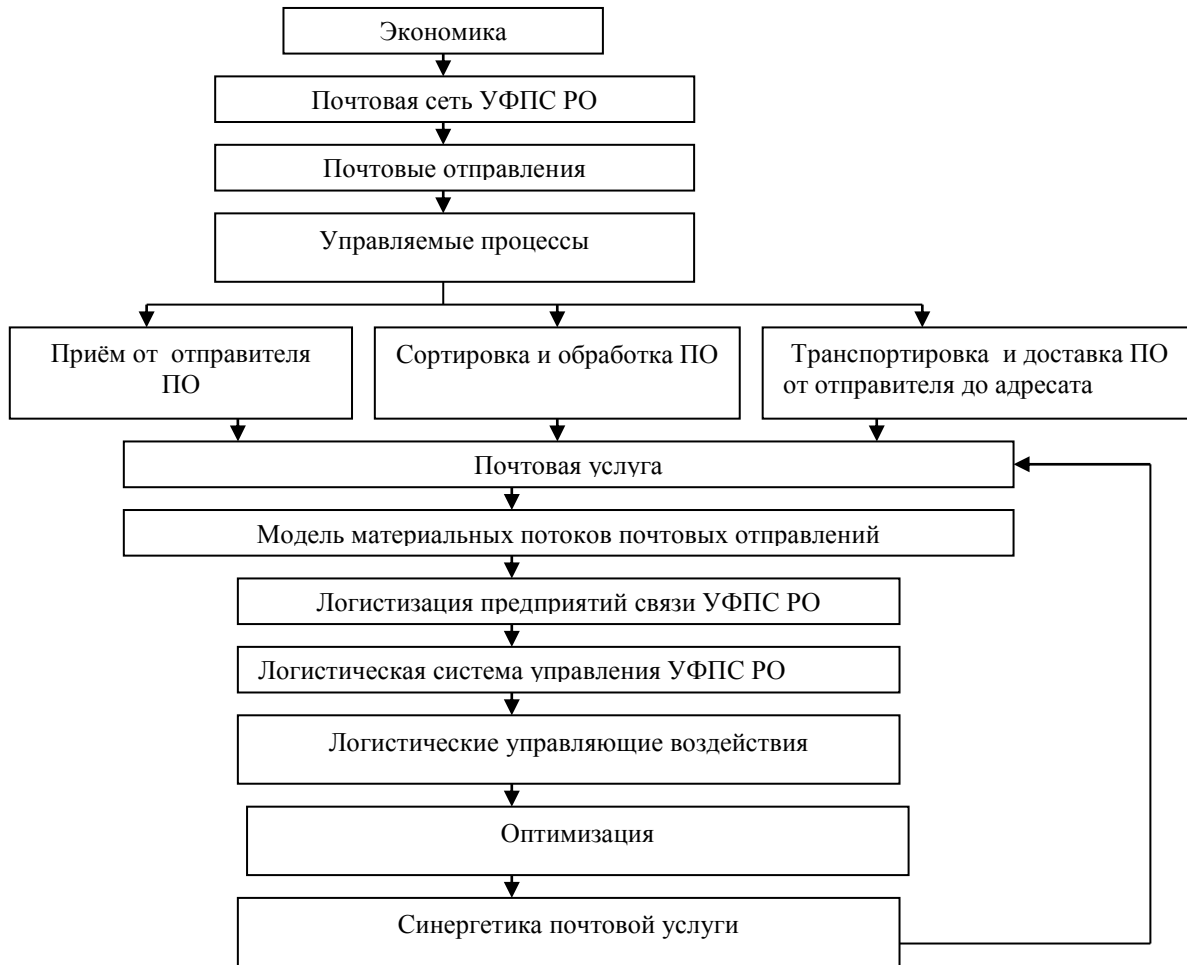 Экономика
Почтовая сеть УФПС РО
Почтовые отправления
Управляемые процессы
Приём от отправителя
ПО
Сортировка и обработка ПО
Транспортировка и доставка ПО
от отправителя до адресата
Почтовая услуга
Модель материальных потоков почтовых отправлений
Логистизация предприятий связи УФПС РО
Логистическая система управления УФПС РО
Логистические управляющие воздействия
Оптимизация
Синергетика почтовой услуги